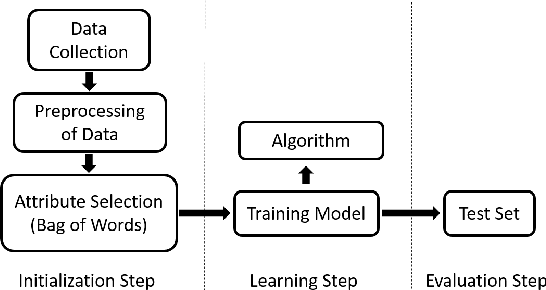 Data
Collection
Preprocessing
of Data
Attribute Selection
(Bag of Words)
Initialization Step
Algorithm
Training Model
Learning Step
Test Set
Evaluation Step